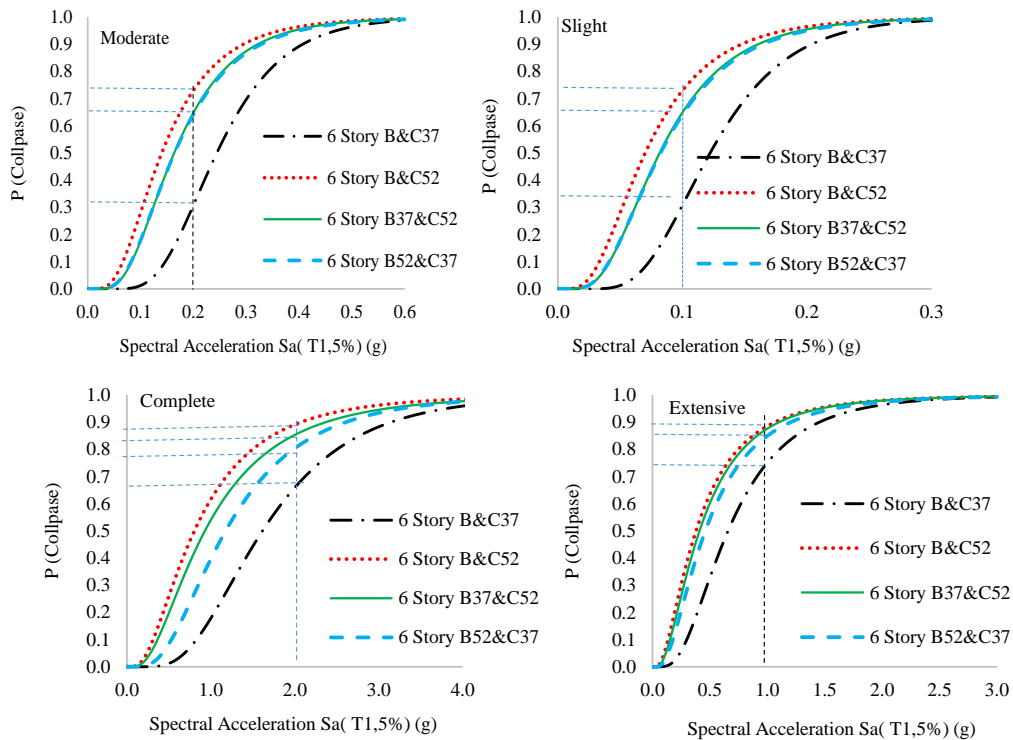 Moderate
P (Collpase)
1.0
0.9
0.8
0.7
0.6
0.5
0.4
0.3
0.2
0.1
0.0
0.0 0.1 0.2 0.3 0.4 0.5 0.6
Spectral Acceleration Sa( T1,5%) (g)
6 Story B&C37
6 Story B&C52
6 Story B37&C52
6 Story B52&C37
Slight
P (Collpase)
1.0
0.9
0.8
0.7
0.6
0.5
0.4
0.3
0.2
0.1
0.0
0.0 0.1 0.2 0.3
Spectral Acceleration Sa( T1,5%) (g)
6 Story B&C37
6 Story B&C52
6 Story B37&C52
6 Story B52&C37
Complete
P (Collpase)
1.0
0.9
0.8
0.7
0.6
0.5
0.4
0.3
0.2
0.1
0.0
0.0 1.0 2.0 3.0 4.0
Spectral Acceleration Sa( T1,5%) (g)
6 Story B&C37
6 Story B&C52
6 Story B37&C52
6 Story B52&C37
Extensive
P (Collpase)
1.0
0.9
0.8
0.7
0.6
0.5
0.4
0.3
0.2
0.1
0.0
0.0 0.5 1.0 1.5 2.0 2.5 3.0
Spectral Acceleration Sa( T1,5%) (g)
6 Story B&C37
6 Story B&C52
6 Story B37&C52
6 Story B52&C37